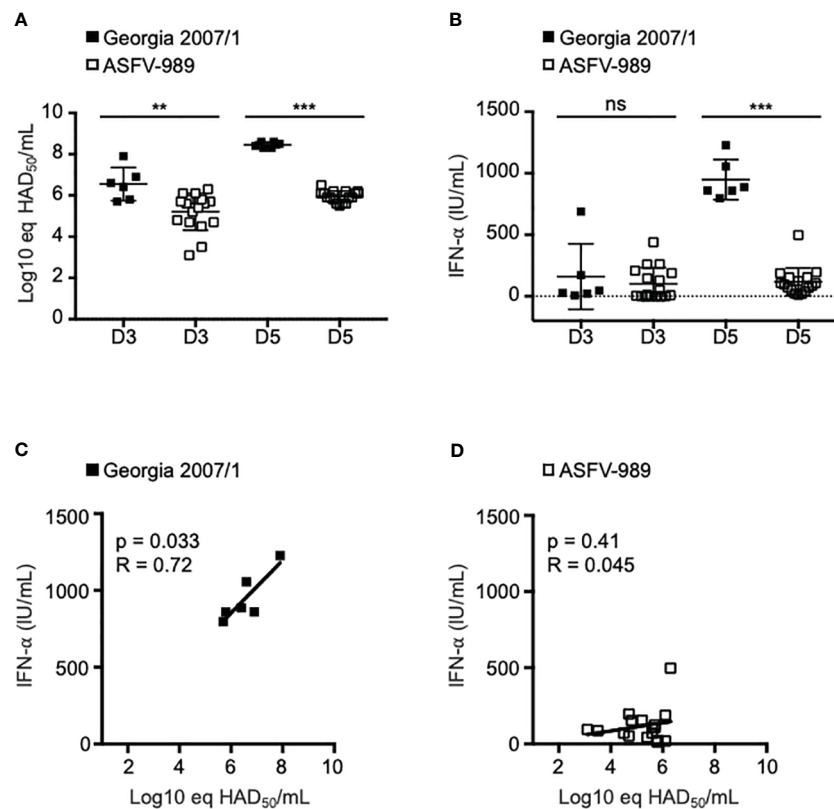 A
■ Georgia 2007/1
□ ASFV-989
** ***
Log10 eq HAD50/mL
10
8
6
4
2
0
D3 D3 D5 D5
B
■ Georgia 2007/1
□ ASFV-989
ns ***
IFN-α (IU/mL)
1500
1000
500
0
D3 D3 D5 D5
C
■ Georgia 2007/1
p = 0.033
R = 0.72
IFN-α (IU/mL)
1500
1000
500
0
2 4 6 8 10
Log10 eq HAD50/mL
D
□ ASFV-989
p = 0.41
R = 0.045
IFN-α (IU/mL)
1500
1000
500
0
2 4 6 8 10
Log10 eq HAD50/mL